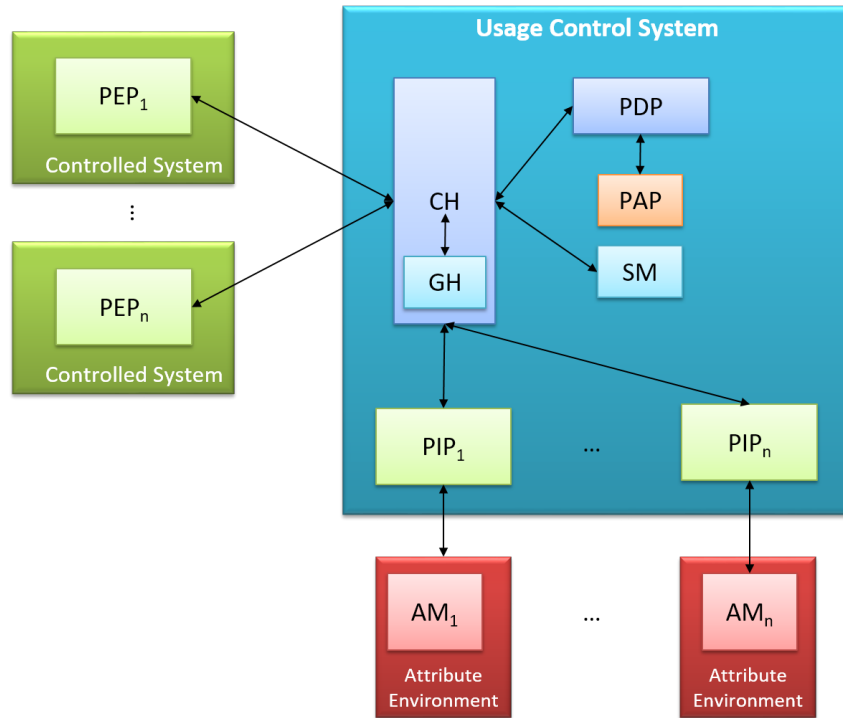 Usage Control System
PEP₁
Controlled System
...
PEPₙ
Controlled System
CH
GH
PDP
PAP
SM
PIP₁
...
PIPₙ
AM₁
Attribute
Environment
...
AMₙ
Attribute
Environment